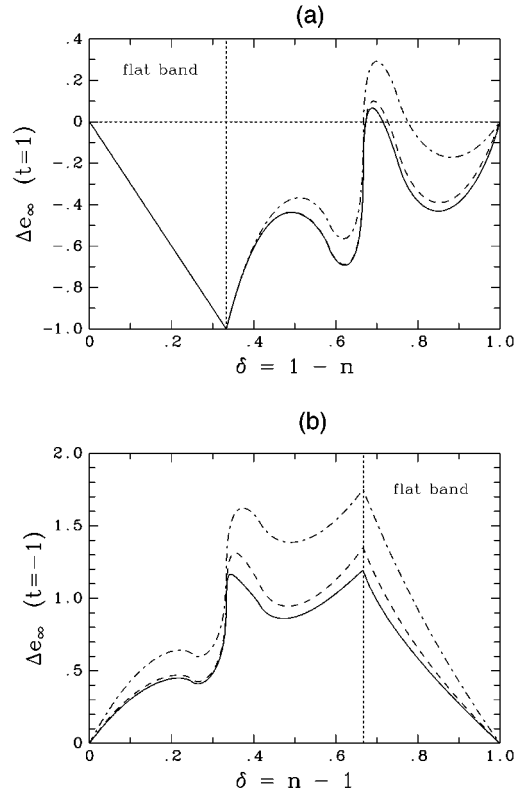 (a)
.4
flat band
.2
0
-.2
-.4
-.6
-.8
-1.0
Δe∞ (t=1)
0 .2 .4 .6 .8 1.0
δ = 1 - n
(b)
2.0
flat band
1.5
1.0
.5
0
Δe∞ (t=-1)
0 .2 .4 .6 .8 1.0
δ = n - 1